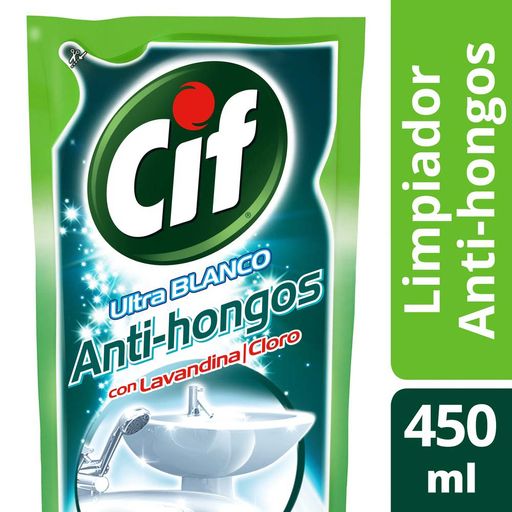 Cif
Ultra BLANCO
Anti-hongos
con Lavandina|Cloro
Limpiador
Anti-hongos
450
ml